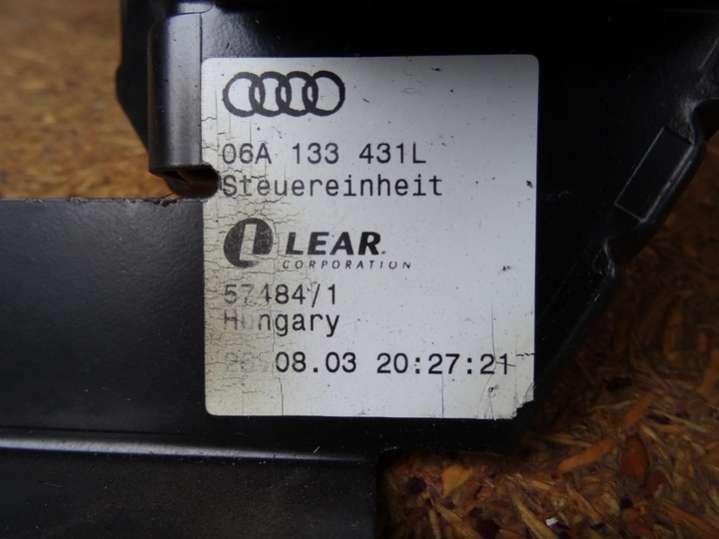 06A 133 431L
Steuereinheit
L LEAR.
CORPORATION
57484/1
Hungary
08.03 20:27:21